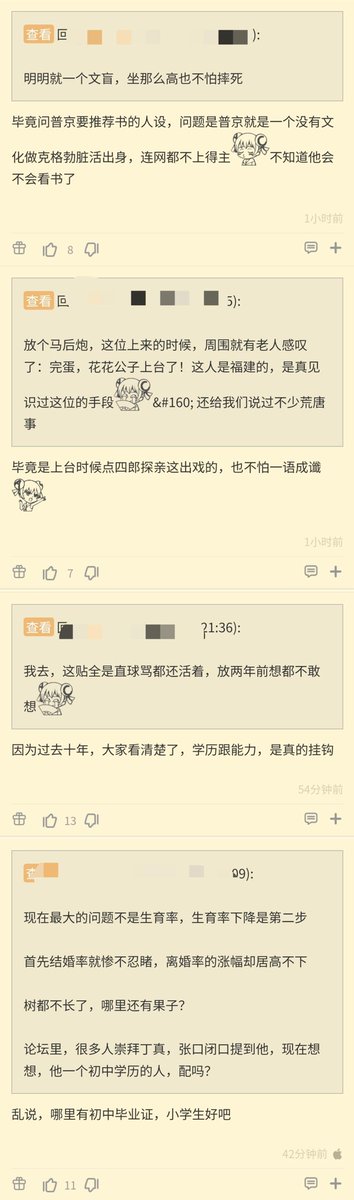 查看 ):
明明就一个文盲，坐那么高也不怕摔死
毕竟问普京要推荐书的人设，问题是普京就是一个没有文
化做克格勃脏活出身，连网都不上得主 不知道他会
不会看书了
1小时前
8
查看 5):
放个马后炮，这位上来的时候，周围就有老人感叹
了：完蛋，花花公子上台了！这人是福建的，是真见
识过这位的手段 &#160; 还给我们说过不少荒唐
事
毕竟是上台时候点四郎探亲这出戏的，也不怕一语成谶
1小时前
7
查看 21:36):
我去，这贴全是直球骂都还活着，放两年前想都不敢
想
因为过去十年，大家看清楚了，学历跟能力，是真的挂钩
54分钟前
13
09):
现在最大的问题不是生育率，生育率下降是第二步
首先结婚率就惨不忍睹，离婚率的涨幅却居高不下
树都不长了，哪里还有果子？
论坛里，很多人崇拜丁真，张口闭口提到他，现在想
想，他一个初中学历的人，配吗？
乱说，哪里有初中毕业证，小学生好吧
42分钟前
11